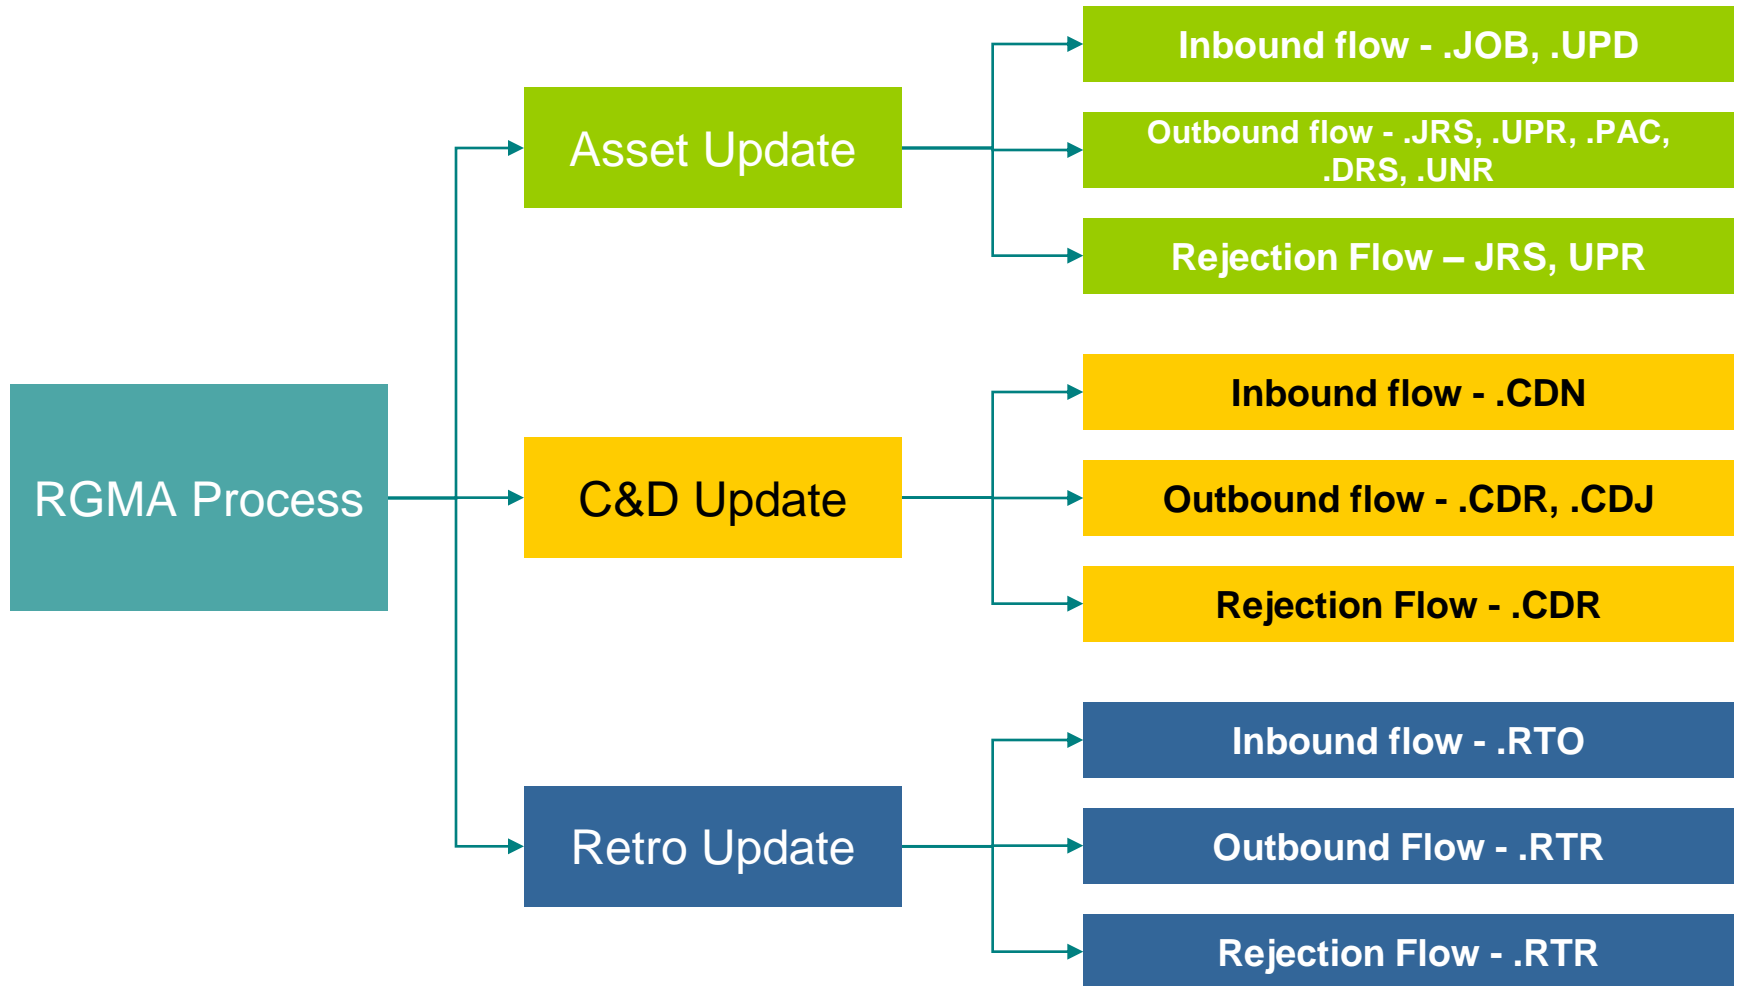 RGMA Process
Asset Update
Inbound flow - .JOB, .UPD
Outbound flow - .JRS, .UPR, .PAC,
.DRS, .UNR
Rejection Flow – JRS, UPR
C&D Update
Inbound flow - .CDN
Outbound flow - .CDR, .CDJ
Rejection Flow - .CDR
Retro Update
Inbound flow - .RTO
Outbound Flow - .RTR
Rejection Flow - .RTR